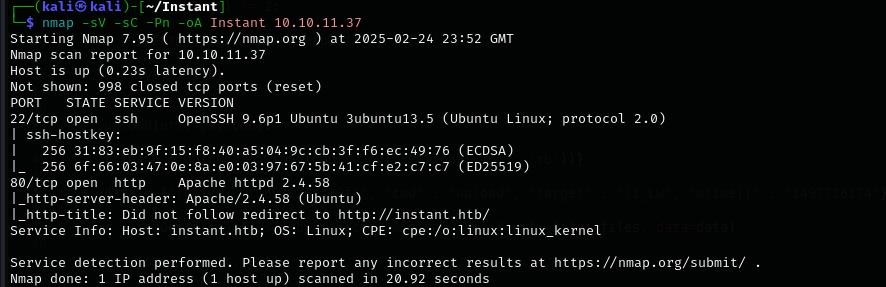 ┌──(kali㉿kali)-[~/Instant]
└─$ nmap -sV -sC -Pn -oA Instant 10.10.11.37
Starting Nmap 7.95 ( https://nmap.org ) at 2025-02-24 23:52 GMT
Nmap scan report for 10.10.11.37
Host is up (0.23s latency).
Not shown: 998 closed tcp ports (reset)
PORT   STATE SERVICE VERSION
22/tcp open  ssh     OpenSSH 9.6p1 Ubuntu 3ubuntu13.5 (Ubuntu Linux; protocol 2.0)
| ssh-hostkey:
|   256 31:83:eb:9f:15:f8:40:a5:04:9c:cb:3f:f6:ec:49:76 (ECDSA)
|_  256 6f:66:03:47:0e:8a:e0:03:97:67:5b:41:cf:e2:c7:c7 (ED25519)
80/tcp open  http    Apache httpd 2.4.58
|_http-server-header: Apache/2.4.58 (Ubuntu)
|_http-title: Did not follow redirect to http://instant.htb/
Service Info: Host: instant.htb; OS: Linux; CPE: cpe:/o:linux:linux_kernel

Service detection performed. Please report any incorrect results at https://nmap.org/submit/ .
Nmap done: 1 IP address (1 host up) scanned in 20.92 seconds